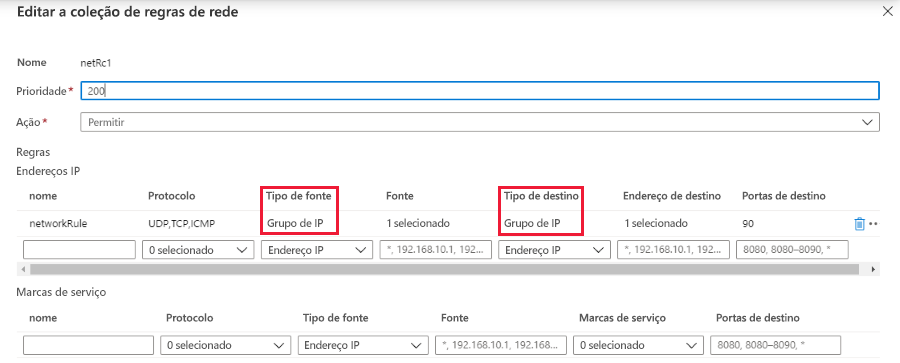 Editar a coleção de regras de rede
Nome netRc1
Prioridade* 200
Ação* Permitir
Regras
Endereços IP
nome Protocolo Tipo de fonte Fonte Tipo de destino Endereço de destino Portas de destino
networkRule UDP,TCP,ICMP Grupo de IP 1 selecionado Grupo de IP 1 selecionado 90
0 selecionado Endereço IP *, 192.168.10.1, 192... Endereço IP *, 192.168.10.1, 192... 8080, 8080–8090, *
Marcas de serviço
nome Protocolo Tipo de fonte Fonte Marcas de serviço Portas de destino
0 selecionado Endereço IP *, 192.168.10.1, 192.168... 0 selecionado 8080, 8080–8090, *